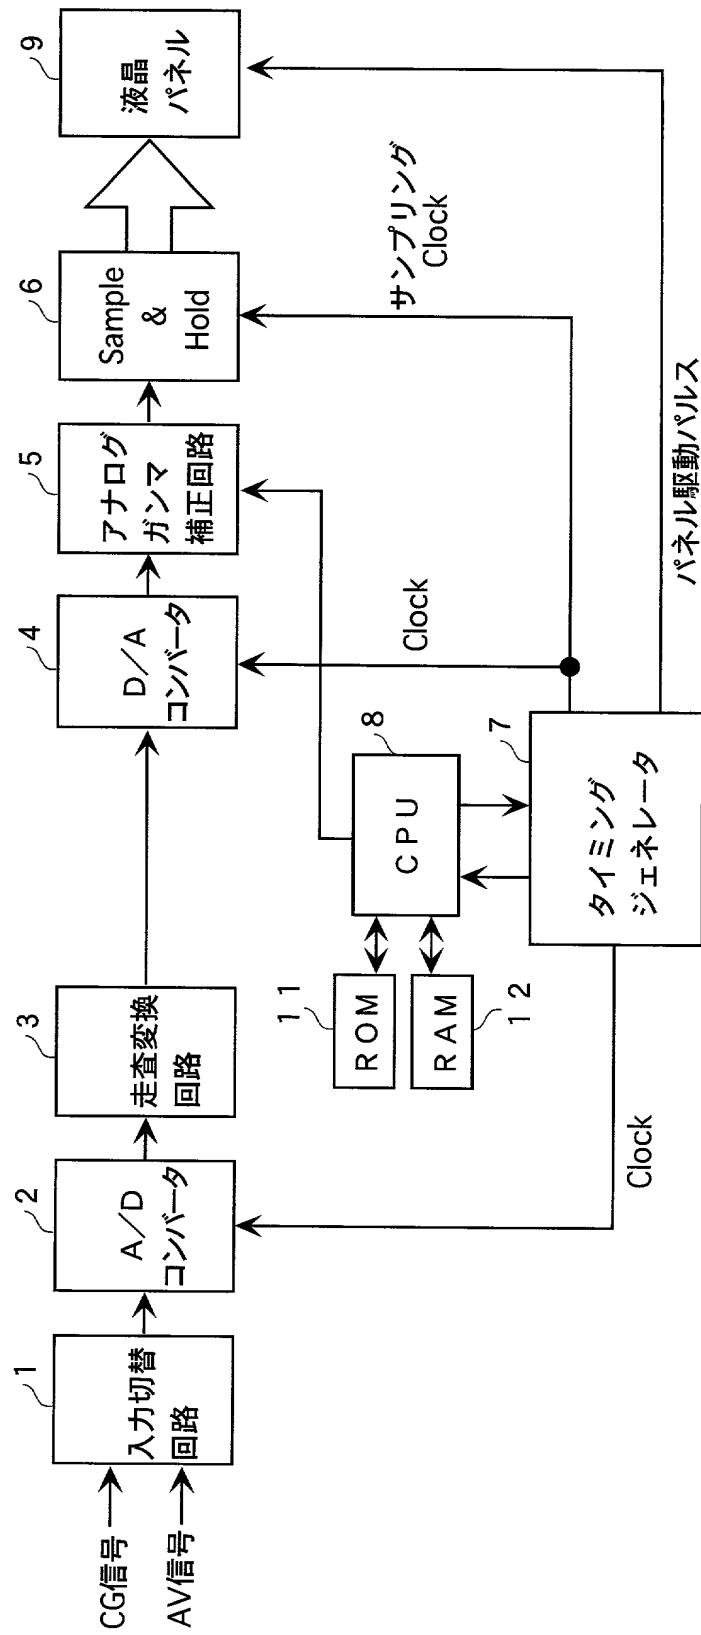 CG信号
AV信号
1
入力切替
回路
2
A/D
コンバータ
3
走査変換
回路
4
D/A
コンバータ
5
アナログ
ガンマ
補正回路
6
Sample
&
Hold
9
液晶
パネル
11
ROM
RAM
12
8
CPU
7
タイミング
ジェネレータ
Clock
Clock
サンプリング
Clock
パネル駆動パルス